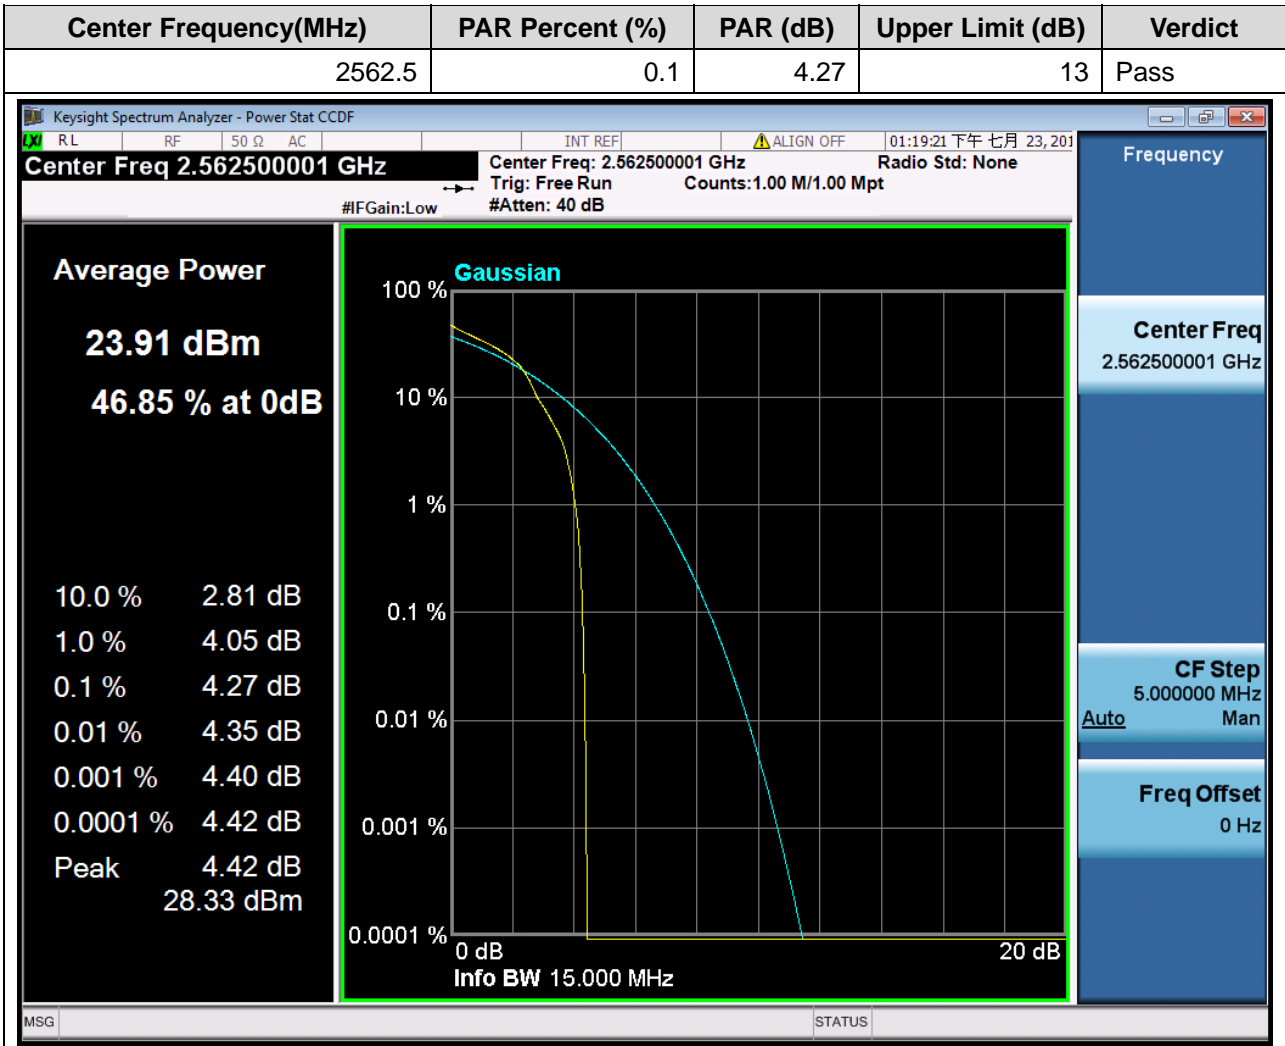 Center Frequency(MHz) PAR Percent (%) PAR (dB) Upper Limit (dB) Verdict
2562.5 0.1 4.27 13 Pass
Keysight Spectrum Analyzer - Power Stat CCDF
LXI RL RF 50 Ω AC INT REF ALIGN OFF 01:19:21 下午 七月 23, 201
Center Freq 2.562500001 GHz
Center Freq: 2.562500001 GHz Radio Std: None
Trig: Free Run Counts:1.00 M/1.00 Mpt
#IFGain:Low #Atten: 40 dB
Frequency
Average Power
23.91 dBm
46.85 % at 0dB
10.0 % 2.81 dB
1.0 % 4.05 dB
0.1 % 4.27 dB
0.01 % 4.35 dB
0.001 % 4.40 dB
0.0001 % 4.42 dB
Peak 4.42 dB
28.33 dBm
Gaussian
100 %
10 %
1 %
0.1 %
0.01 %
0.001 %
0.0001 %
0 dB 20 dB
Info BW 15.000 MHz
Center Freq
2.562500001 GHz
CF Step
5.000000 MHz
Auto Man
Freq Offset
0 Hz
MSG STATUS